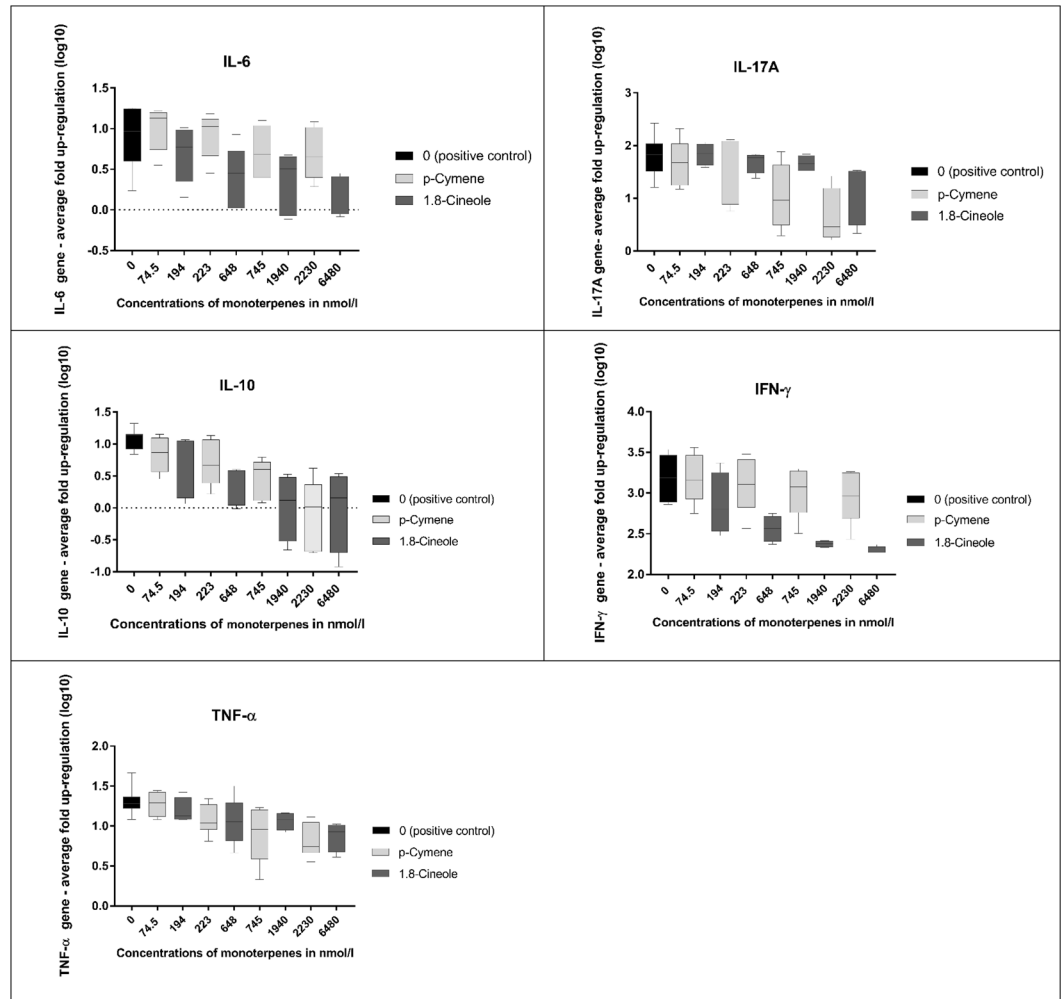 IL-6
IL-6 gene - average fold up-regulation (log10)
1.5
1.0
0.5
0.0
-0.5
0 74.5 194 223 648 745 1940 2230 6480
Concentrations of monoterpenes in nmol/l
0 (positive control)
p-Cymene
1.8-Cineole
IL-17A
IL-17A gene- average fold up-regulation (log10)
3
2
1
0
0 74.5 194 223 648 745 1940 2230 6480
Concentrations of monoterpenes in nmol/l
0 (positive control)
p-Cymene
1.8-Cineole
IL-10
IL-10 gene - average fold up-regulation (log10)
1.5
1.0
0.5
0.0
-0.5
-1.0
0 74.5 194 223 648 745 1940 2230 6480
Concentrations of monoterpenes in nmol/l
0 (positive control)
p-Cymene
1.8-Cineole
IFN-γ
IFN-γ gene - average fold up-regulation (log10)
4.0
3.5
3.0
2.5
2.0
0 74.5 194 223 648 745 1940 2230 6480
Concentrations of monoterpenes in nmol/l
0 (positive control)
p-Cymene
1.8-Cineole
TNF-α
TNF-α gene - average fold up-regulation (log10)
2.0
1.5
1.0
0.5
0.0
0 74.5 194 223 648 745 1940 2230 6480
Concentrations of monoterpenes in nmol/l
0 (positive control)
p-Cymene
1.8-Cineole